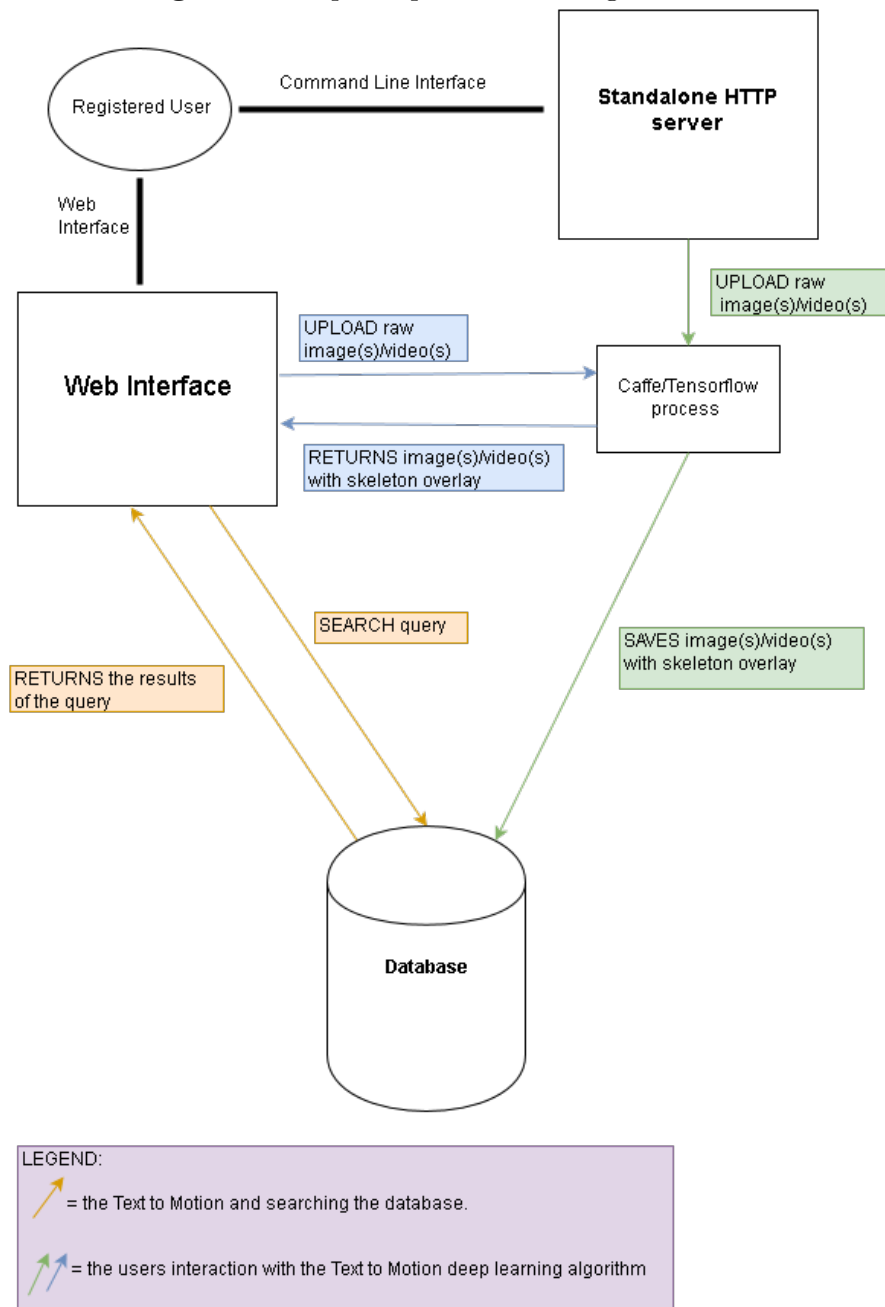 Command Line Interface
Registered User
Standalone HTTP
server
Web
Interface
UPLOAD raw
image(s)/video(s)
UPLOAD raw
image(s)/video(s)
Web Interface
Caffe/Tensorflow
process
RETURNS image(s)/video(s)
with skeleton overlay
SEARCH query
SAVES image(s)/video(s)
with skeleton overlay
RETURNS the results
of the query
Database
LEGEND:
= the Text to Motion and searching the database.
= the users interaction with the Text to Motion deep learning algorithm